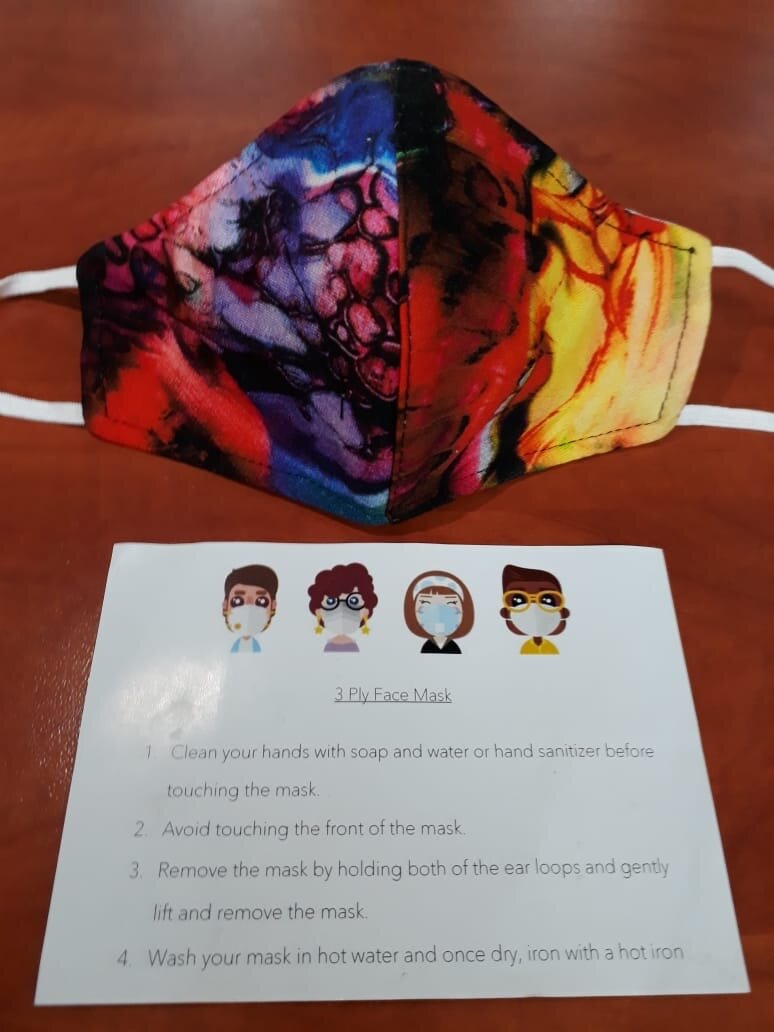 3 Ply Face Mask
1. Clean your hands with soap and water or hand sanitizer before
touching the mask.
2. Avoid touching the front of the mask.
3. Remove the mask by holding both of the ear loops and gently
lift and remove the mask.
4. Wash your mask in hot water and once dry, iron with a hot iron